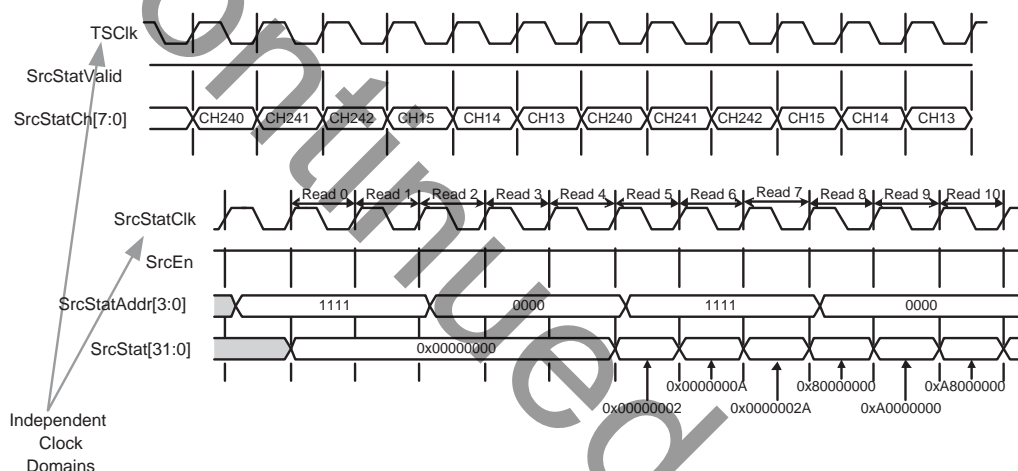 TSClk
SrcStatValid
SrcStatCh[7:0] CH240 CH241 CH242 CH15 CH14 CH13 CH240 CH241 CH242 CH15 CH14 CH13
Read 0 Read 1 Read 2 Read 3 Read 4 Read 5 Read 6 Read 7 Read 8 Read 9 Read 10
SrcStatClk
SrcEn
SrcStatAddr[3:0] 1111 0000 1111 0000
SrcStat[31:0] 0x00000000
0x0000000A 0x80000000 0xA8000000
0x00000002 0x0000002A 0xA0000000
Independent
Clock
Domains
ontinued